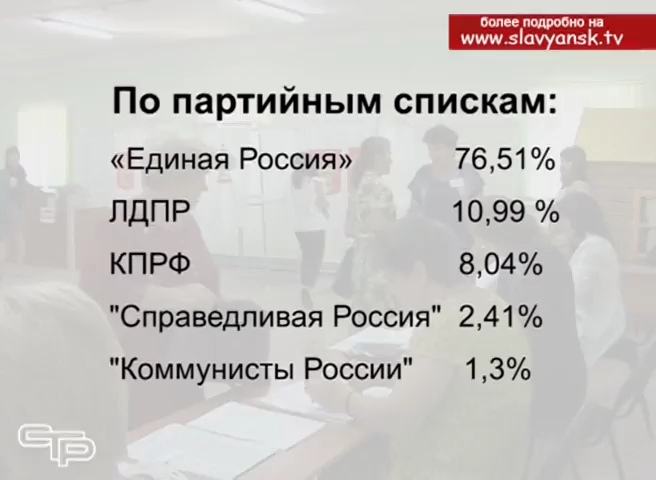 более подробно на
www.slavyansk.tv
По партийным спискам:
«Единая Россия» 76,51%
ЛДПР 10,99 %
КПРФ 8,04%
"Справедливая Россия" 2,41%
"Коммунисты России" 1,3%
СТР